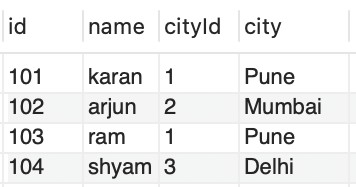 id name cityId city
101 karan 1 Pune
102 arjun 2 Mumbai
103 ram 1 Pune
104 shyam 3 Delhi